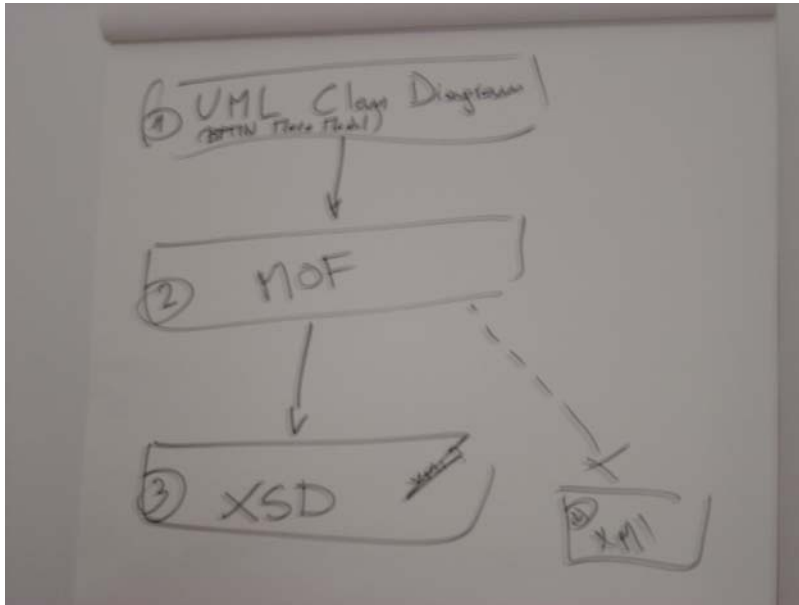 1 UML Class Diagram
(BPMN Meta Model)
2 MOF
3 XSD
XMI